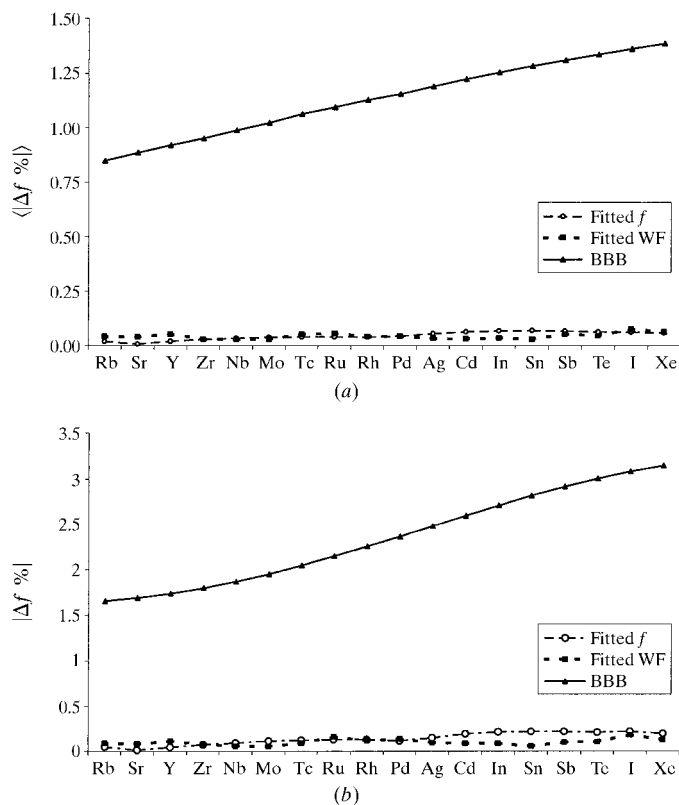 1.50
1.25
1.00
0.75
0.50
0.25
0.00
⟨|Δf %|⟩
Fitted f
Fitted WF
BBB
Rb Sr Y Zr Nb Mo Tc Ru Rh Pd Ag Cd In Sn Sb Te I Xe
(a)
3.5
3
2.5
2
1.5
1
0.5
0
|Δf %|
Fitted f
Fitted WF
BBB
Rb Sr Y Zr Nb Mo Tc Ru Rh Pd Ag Cd In Sn Sb Te I Xe
(b)